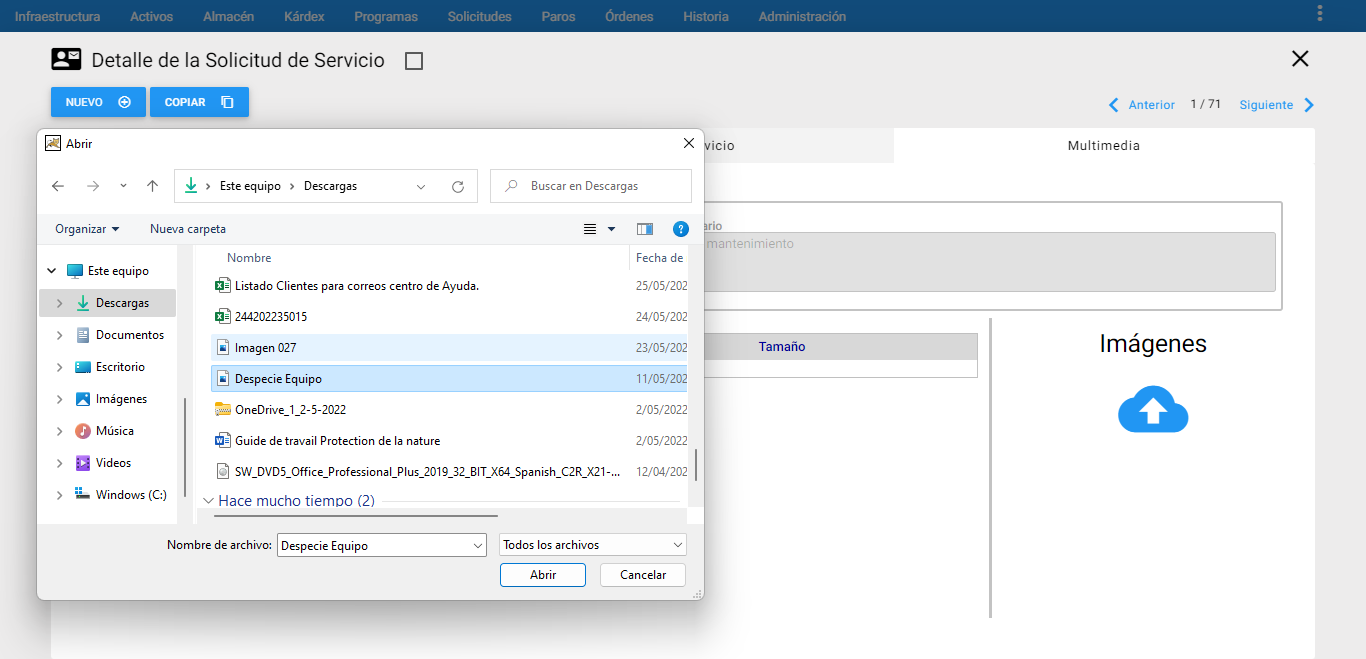 Infraestructura Activos Almacén Kárdex Programas Solicitudes Paros Órdenes Historia Administración
Detalle de la Solicitud de Servicio
NUEVO COPIAR
Anterior 1 / 71 Siguiente
Abrir
vicio Multimedia
Este equipo Descargas
Buscar en Descargas
ario
mantenimiento
Organizar Nueva carpeta
Nombre Fecha de
Este equipo
Descargas
Documentos
Escritorio
Imágenes
Música
Videos
Windows (C:)
Listado Clientes para correos centro de Ayuda. 25/05/202
244202235015 24/05/202
Imagen 027 23/05/202
Despecie Equipo 11/05/202
OneDrive_1_2-5-2022 2/05/2022
Guide de travail Protection de la nature 2/05/2022
SW_DVD5_Office_Professional_Plus_2019_32_BIT_X64_Spanish_C2R_X21-... 12/04/202
Hace mucho tiempo (2)
Nombre de archivo: Despecie Equipo Todos los archivos
Abrir Cancelar
Tamaño
Imágenes